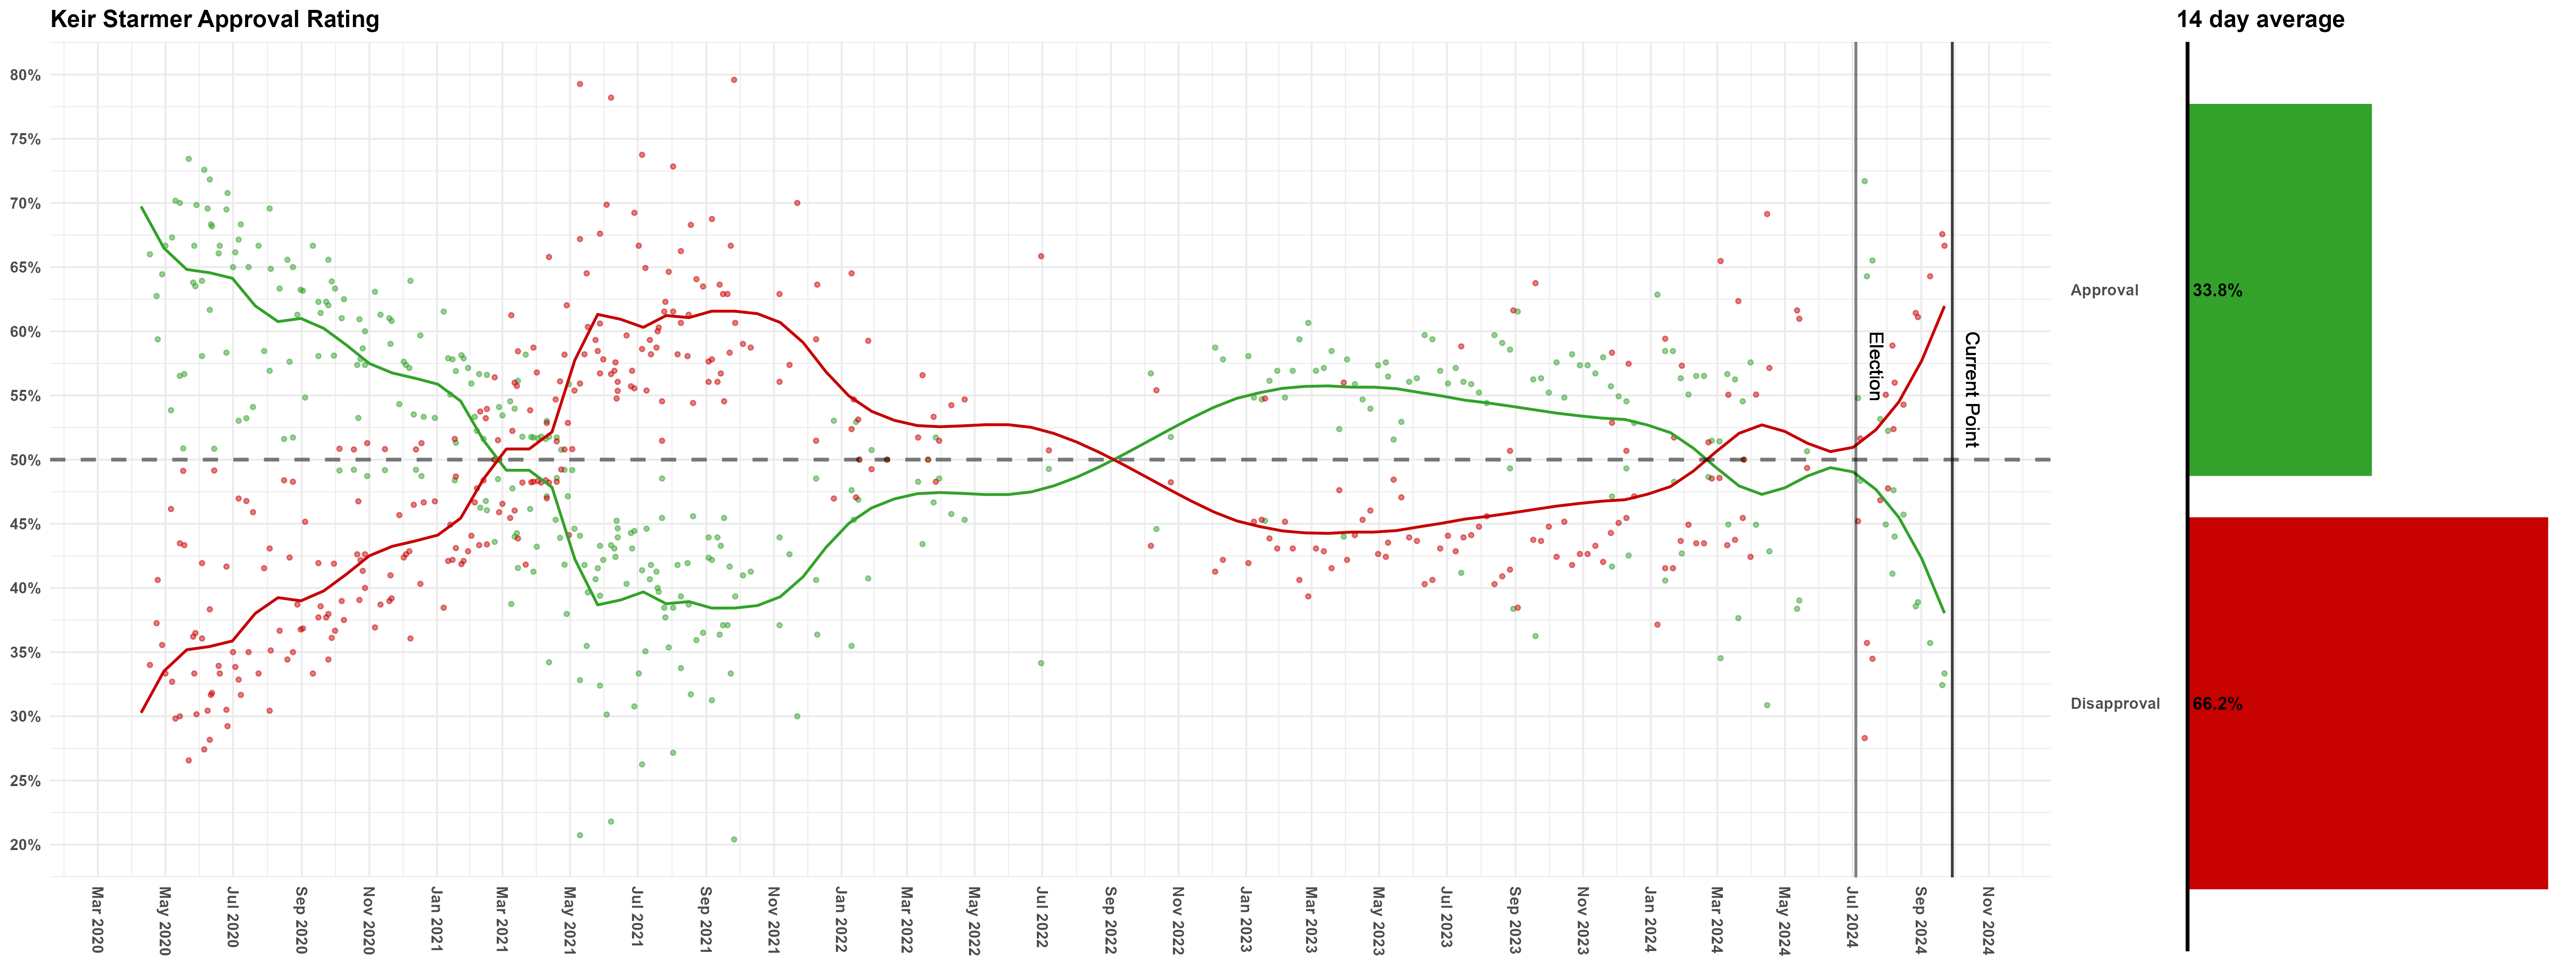 Keir Starmer Approval Rating
14 day average
80%
75%
70%
65%
60%
55%
50%
45%
40%
35%
30%
25%
20%
Election
Current Point
Mar 2020
May 2020
Jul 2020
Sep 2020
Nov 2020
Jan 2021
Mar 2021
May 2021
Jul 2021
Sep 2021
Nov 2021
Jan 2022
Mar 2022
May 2022
Jul 2022
Sep 2022
Nov 2022
Jan 2023
Mar 2023
May 2023
Jul 2023
Sep 2023
Nov 2023
Jan 2024
Mar 2024
May 2024
Jul 2024
Sep 2024
Nov 2024
Approval
33.8%
Disapproval
66.2%